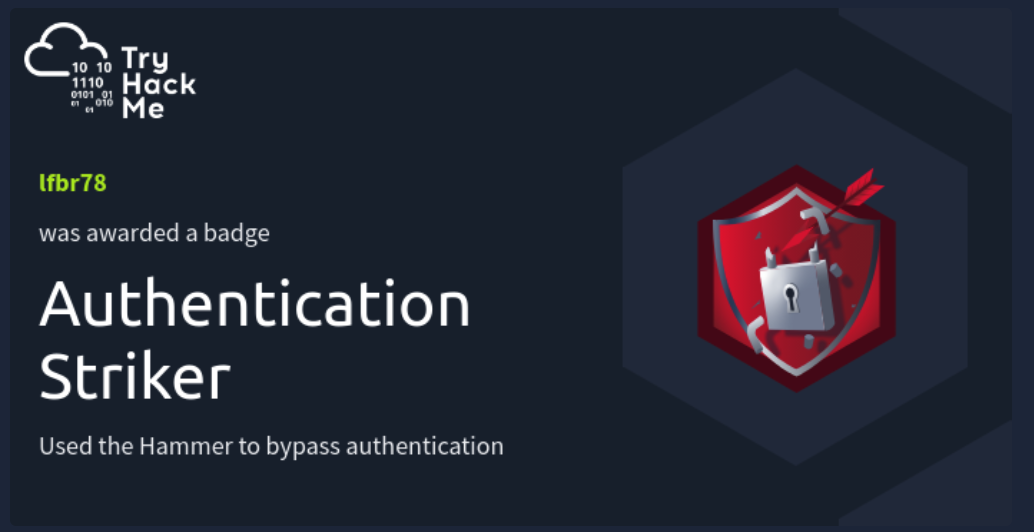 Try
Hack
Me
10 10
1110
0101 01
01 010
01
lfbr78
was awarded a badge
Authentication
Striker
Used the Hammer to bypass authentication